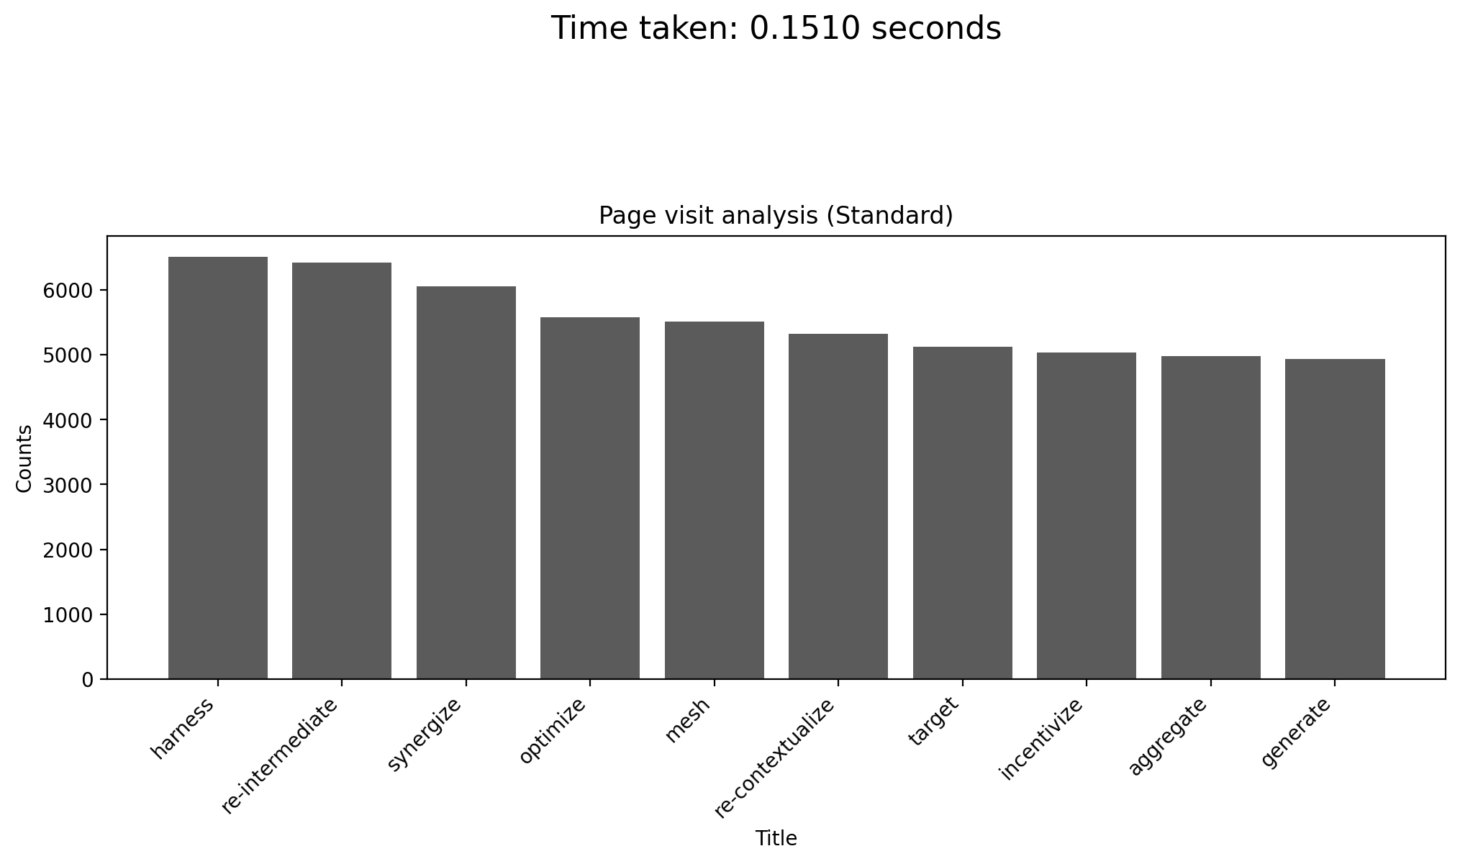 Time taken: 0.1510 seconds
Page visit analysis (Standard)
Counts
6000
5000
4000
3000
2000
1000
0
harness
re-intermediate
synergize
optimize
mesh
re-contextualize
target
incentivize
aggregate
generate
Title